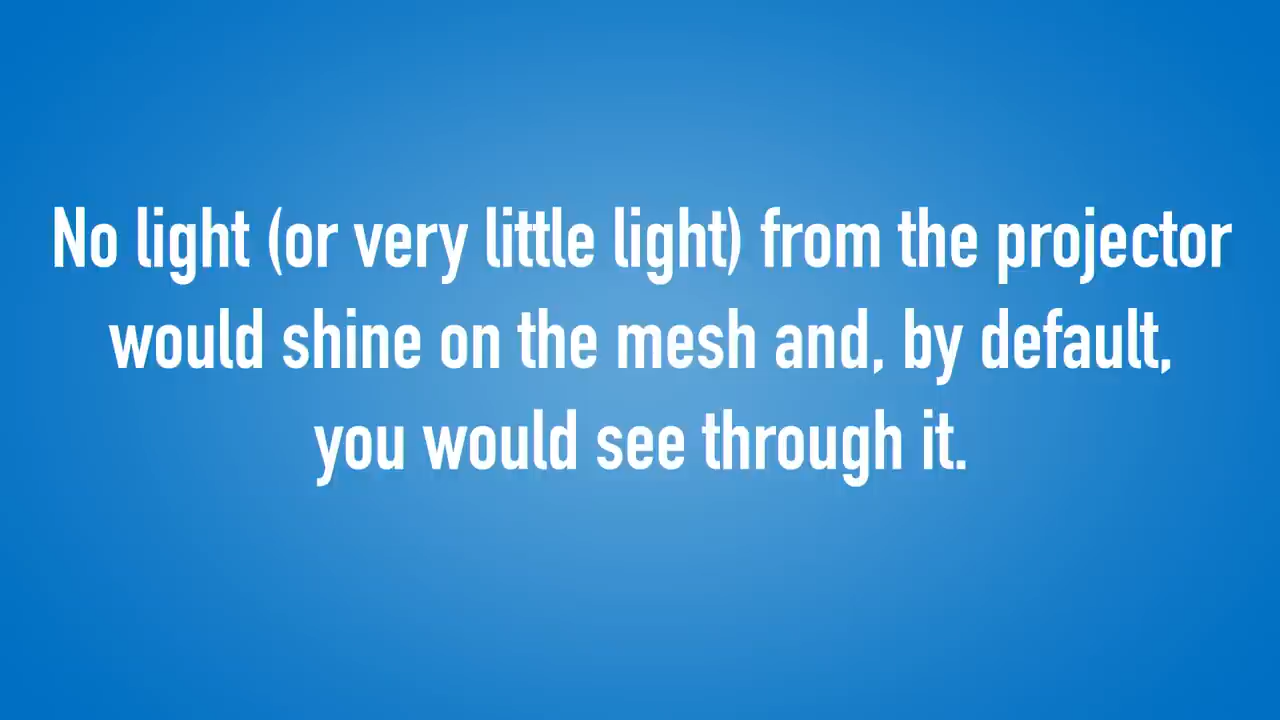 No light (or very little light) from the projector
would shine on the mesh and, by default,
you would see through it.